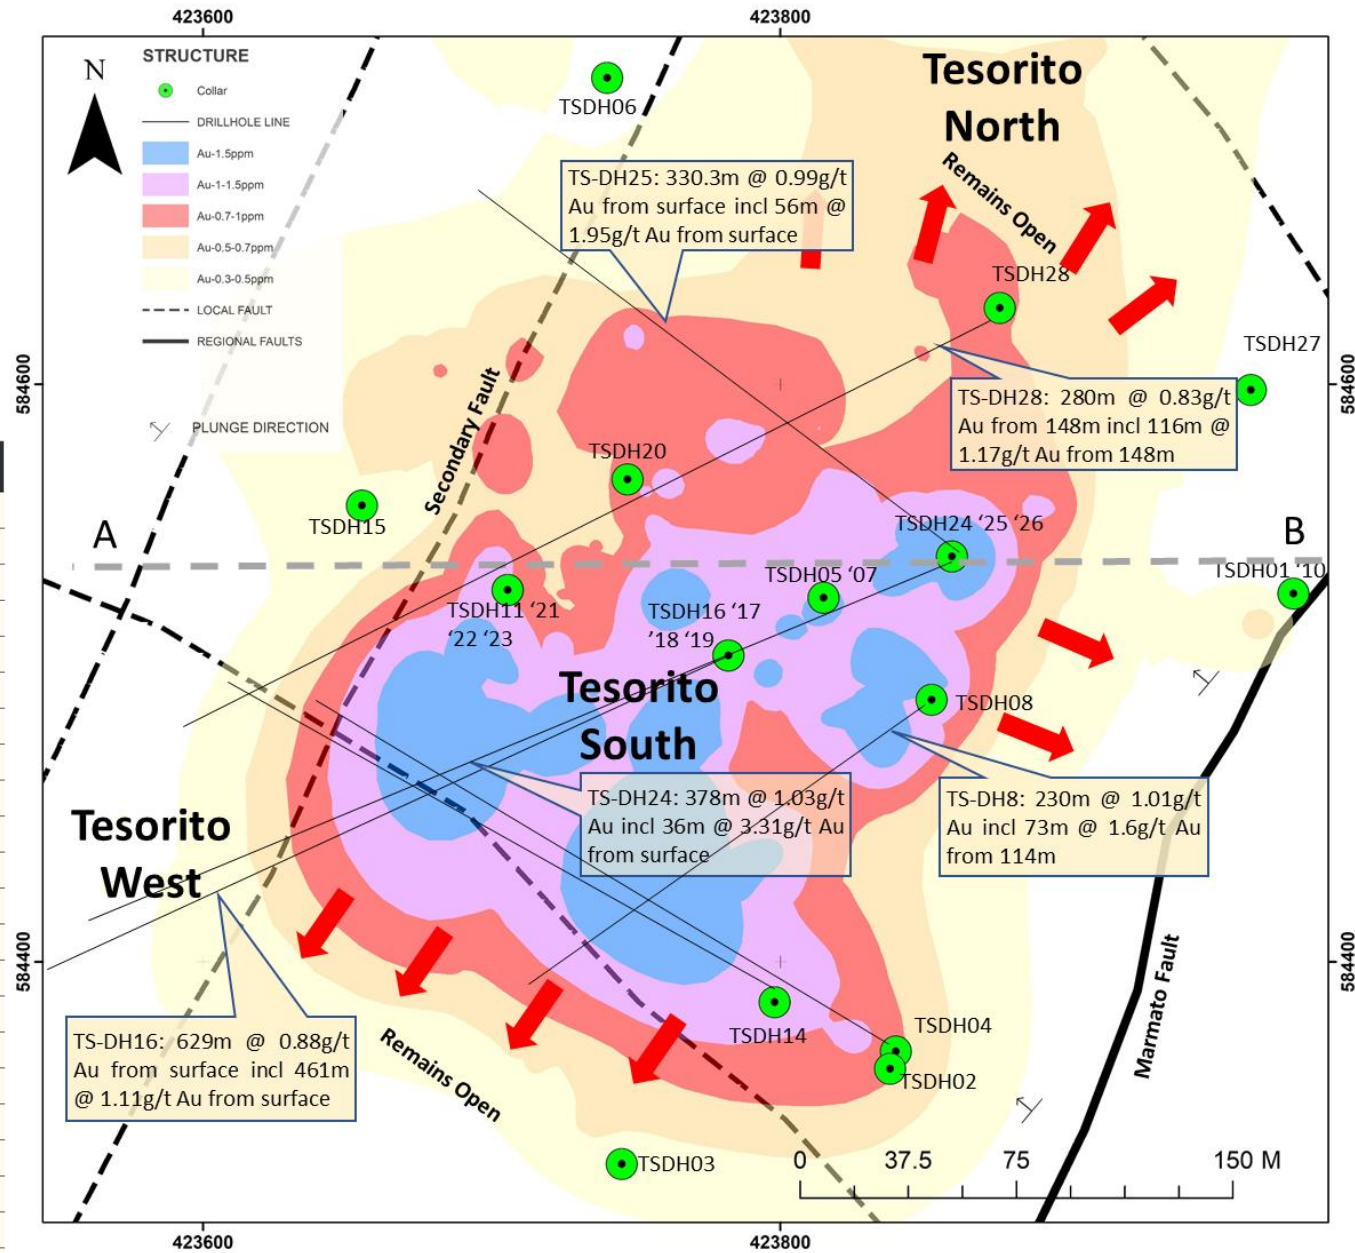 423600
423800
STRUCTURE
N
Collar
DRILLHOLE LINE
Au-1.5ppm
Au-1-1.5ppm
Au-0.7-1ppm
Au-0.5-0.7ppm
Au-0.3-0.5ppm
LOCAL FAULT
REGIONAL FAULTS
PLUNGE DIRECTION
TSDH06
Tesorito
North
Remains Open
TS-DH25: 330.3m @ 0.99g/t
Au from surface incl 56m @
1.95g/t Au from surface
TSDH28
TSDH27
584600
584600
TS-DH28: 280m @ 0.83g/t
Au from 148m incl 116m @
1.17g/t Au from 148m
Secondary Fault
TSDH20
TSDH15
A
B
TSDH24 ‘25 ‘26
TSDH01 ‘10
TSDH05 ‘07
TSDH11 ‘21
‘22 ‘23
TSDH16 ‘17
’18 ‘19
Tesorito
South
TSDH08
TS-DH24: 378m @ 1.03g/t
Au incl 36m @ 3.31g/t Au
from surface
TS-DH8: 230m @ 1.01g/t
Au incl 73m @ 1.6g/t Au
from 114m
Tesorito
West
584400
584400
Marmato Fault
TS-DH16: 629m @ 0.88g/t
Au from surface incl 461m
@ 1.11g/t Au from surface
Remains Open
TSDH14
TSDH04
TSDH02
TSDH03
0 37.5 75 150 M
423600
423800